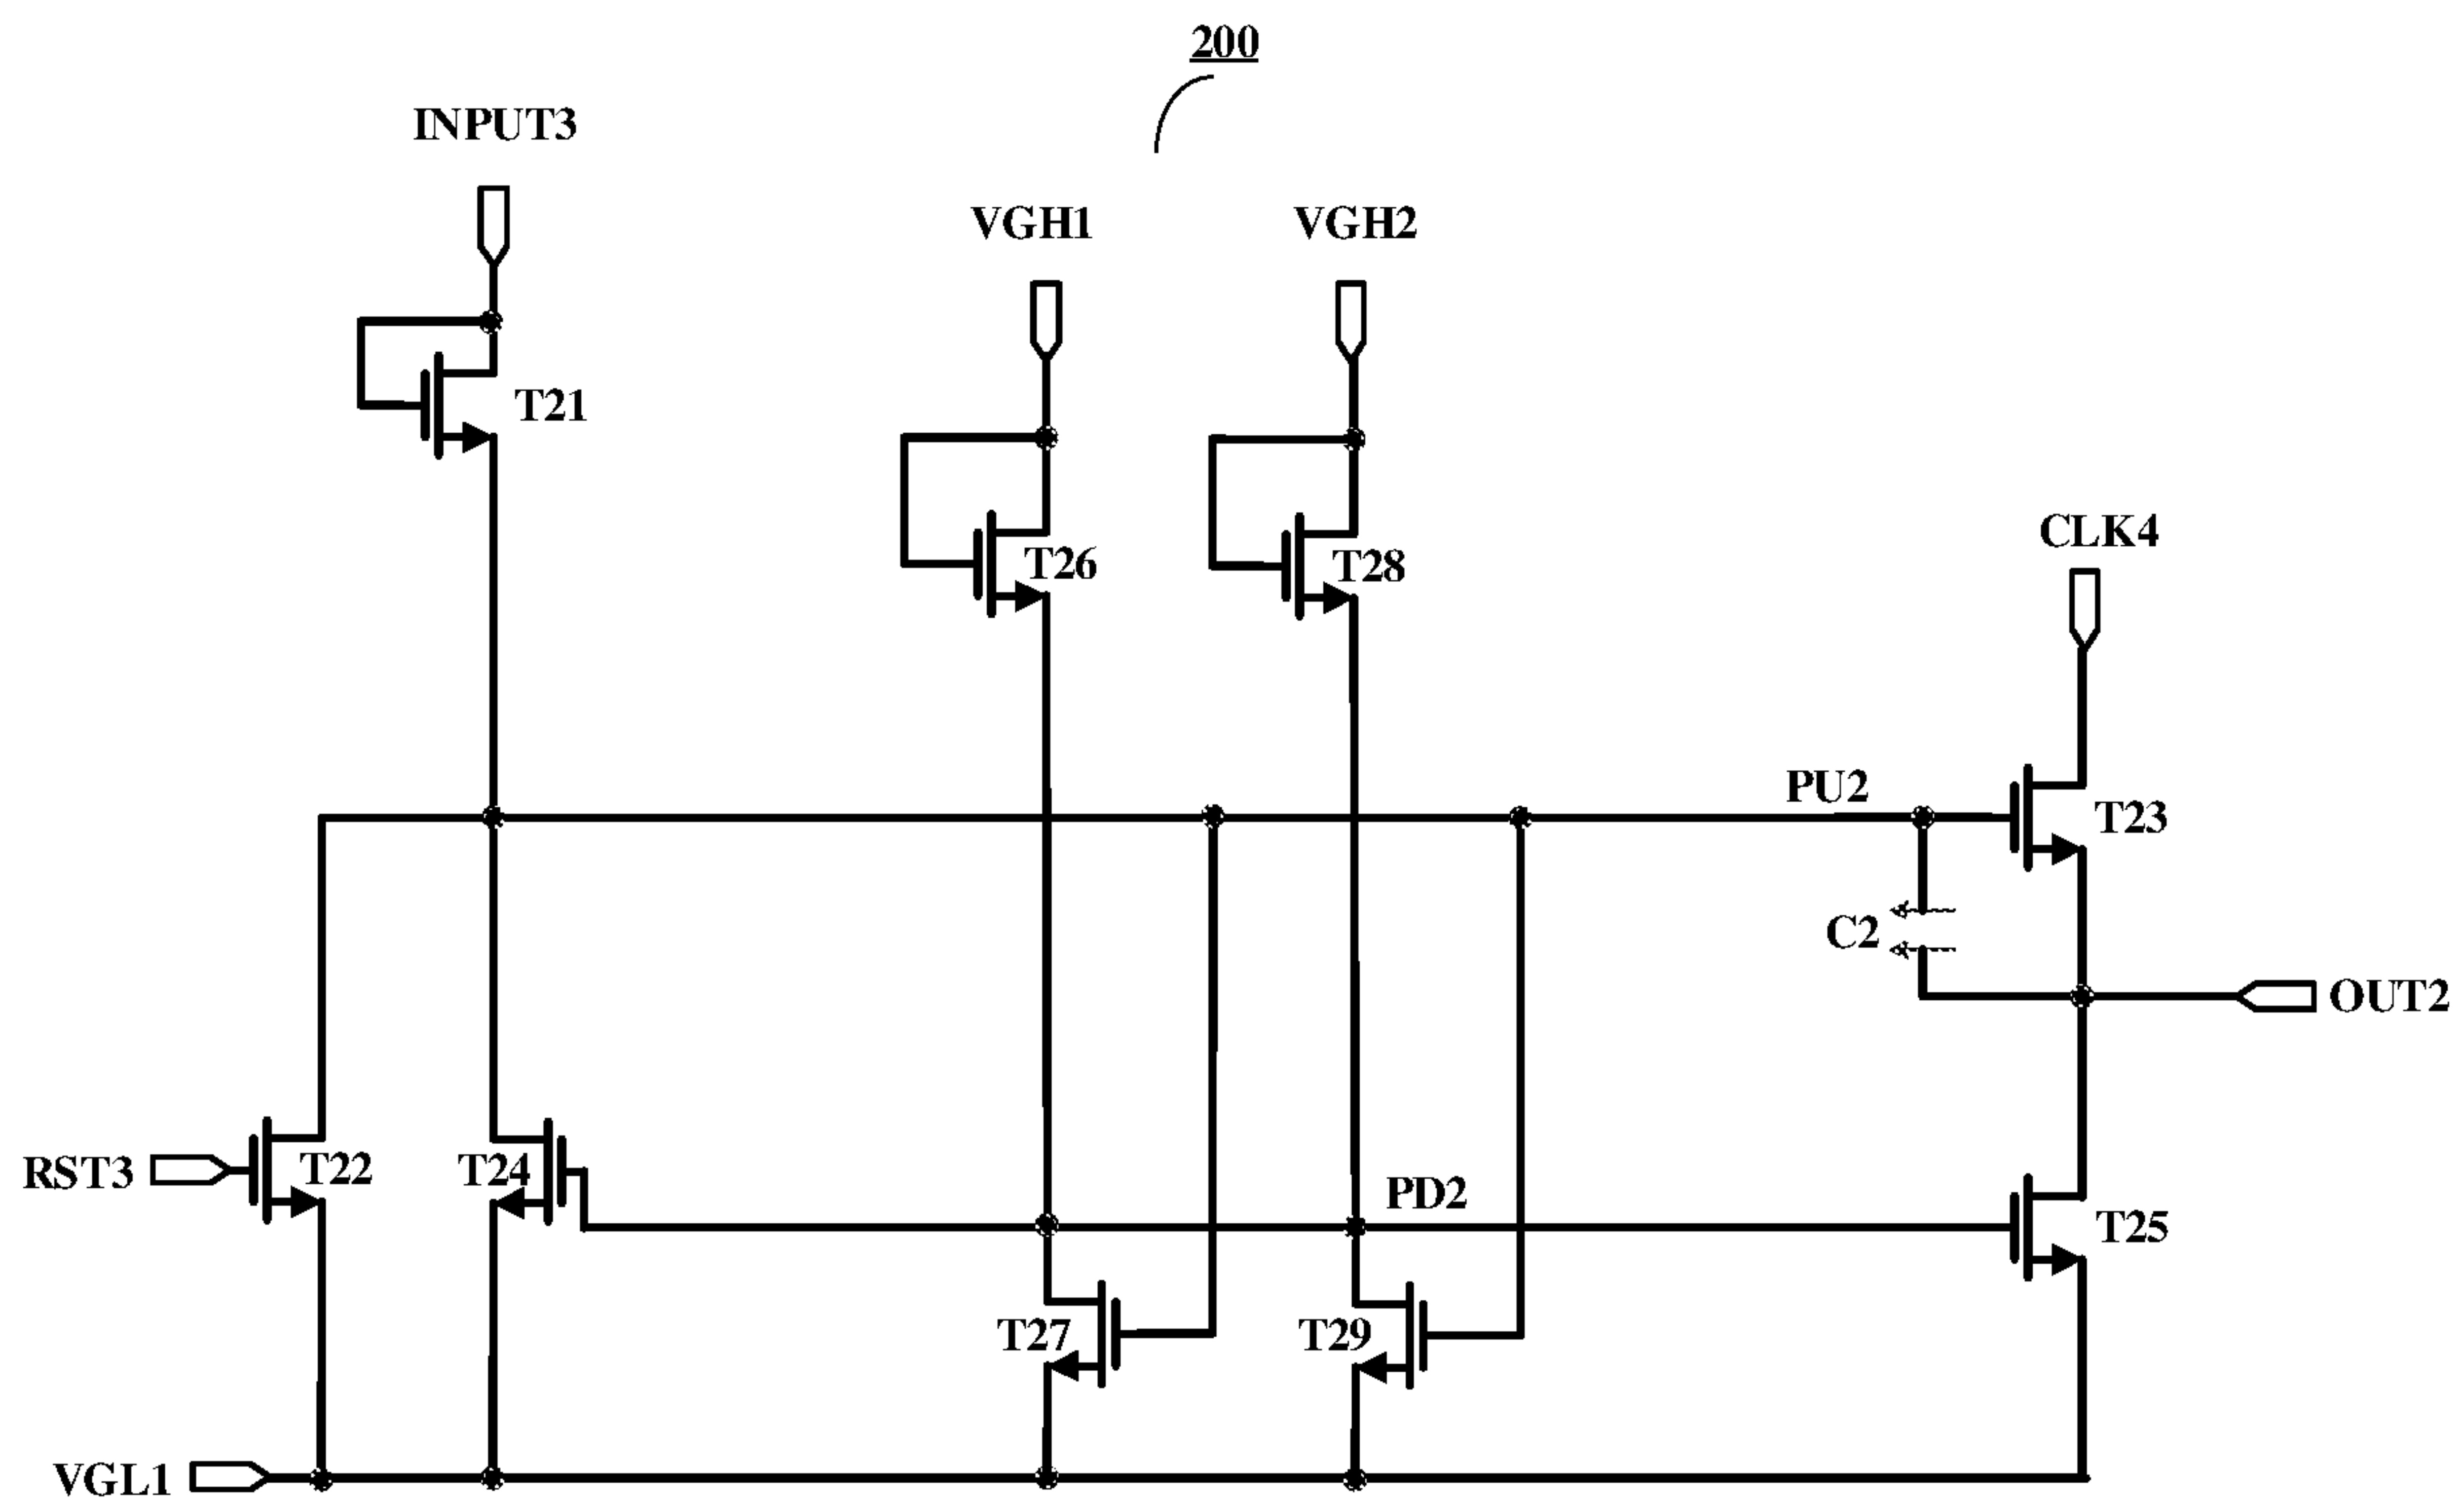 200
INPUT3
VGH1
VGH2
T21
CLK4
T26
T28
PU2
T23
C2
OUT2
RST3
T22
T24
PD2
T25
T27
T29
VGL1